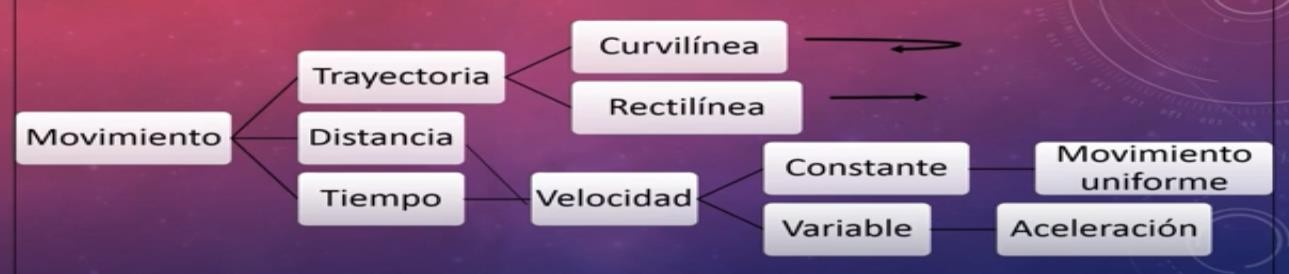 Curvilínea
Trayectoria
Rectilínea
Movimiento
Distancia
Tiempo
Velocidad
Constante
Movimiento
uniforme
Variable
Aceleración